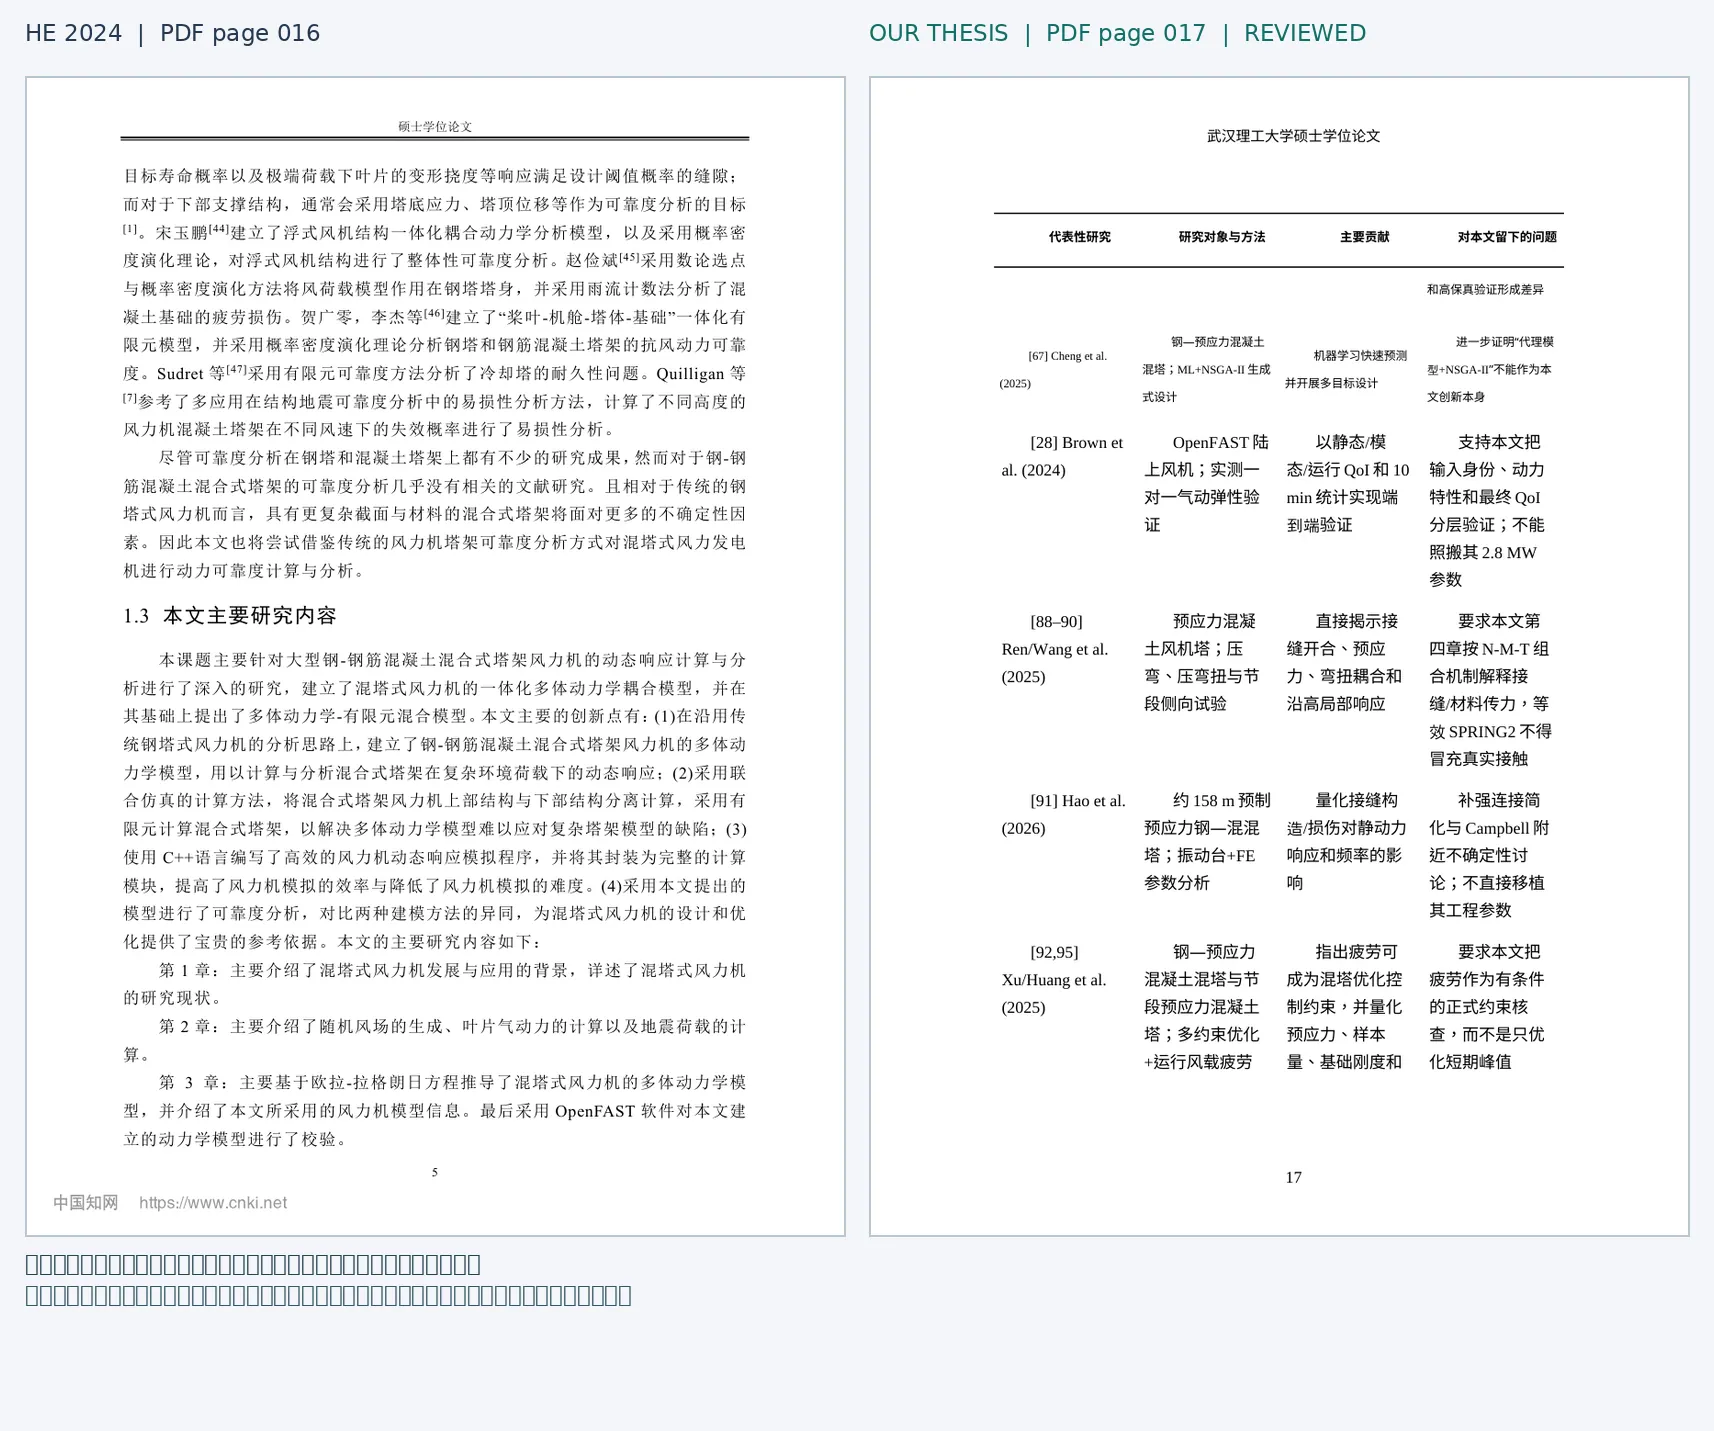 HE 2024 | PDF page 016
硕士学位论文
目标寿命概率以及极端荷载下叶片的变形挠度等响应满足设计阈值概率的缝隙；
而对于下部支撑结构，通常会采用塔底应力、塔顶位移等作为可靠度分析的目标
[1]。宋玉鹏[44]建立了浮式风机结构一体化耦合动力学分析模型，以及采用概率密
度演化理论，对浮式风机结构进行了整体性可靠度分析。赵俭斌[45]采用数论选点
与概率密度演化方法将风荷载模型作用在钢塔塔身，并采用雨流计数法分析了混
凝土基础的疲劳损伤。贺广零，李杰等[46]建立了“桨叶-机舱-塔体-基础”一体化有
限元模型，并采用概率密度演化理论分析钢塔和钢筋混凝土塔架的抗风动力可靠
度。Sudret 等[47]采用有限元可靠度方法分析了冷却塔的耐久性问题。Quilligan 等
[7]参考了多应用在结构地震可靠度分析中的易损性分析方法，计算了不同高度的
风力机混凝土塔架在不同风速下的失效概率进行了易损性分析。
尽管可靠度分析在钢塔和混凝土塔架上都有不少的研究成果，然而对于钢-钢
筋混凝土混合式塔架的可靠度分析几乎没有相关的文献研究。且相对于传统的钢
塔式风力机而言，具有更复杂截面与材料的混合式塔架将面对更多的不确定性因
素。因此本文也将尝试借鉴传统的风力机塔架可靠度分析方式对混塔式风力发电
机进行动力可靠度计算与分析。
1.3 本文主要研究内容
本课题主要针对大型钢-钢筋混凝土混合式塔架风力机的动态响应计算与分
析进行了深入的研究，建立了混塔式风力机的一体化多体动力学耦合模型，并在
其基础上提出了多体动力学-有限元混合模型。本文主要的创新点有：(1)在沿用传
统钢塔式风力机的分析思路上，建立了钢-钢筋混凝土混合式塔架风力机的多体动
力学模型，用以计算与分析混合式塔架在复杂环境荷载下的动态响应；(2)采用联
合仿真的计算方法，将混合式塔架风力机上部结构与下部结构分离计算，采用有
限元计算混合式塔架，以解决多体动力学模型难以应对复杂塔架模型的缺陷；(3)
使用 C++语言编写了高效的风力机动态响应模拟程序，并将其封装为完整的计算
模块，提高了风力机模拟的效率与降低了风力机模拟的难度。(4)采用本文提出的
模型进行了可靠度分析，对比两种建模方法的异同，为混塔式风力机的设计和优
化提供了宝贵的参考依据。本文的主要研究内容如下：
第 1 章：主要介绍了混塔式风力机发展与应用的背景，详述了混塔式风力机
的研究现状。
第 2 章：主要介绍了随机风场的生成、叶片气动力的计算以及地震荷载的计
算。
第 3 章：主要基于欧拉-拉格朗日方程推导了混塔式风力机的多体动力学模
型，并介绍了本文所采用的风力机模型信息。最后采用 OpenFAST 软件对本文建
立的动力学模型进行了校验。
5
中国知网 https://www.cnki.net
OUR THESIS | PDF page 017 | REVIEWED
武汉理工大学硕士学位论文
代表性研究 研究对象与方法 主要贡献 对本文留下的问题
和高保真验证形成差异
[67] Cheng et al.
(2025)
钢—预应力混凝土
混塔；ML+NSGA-II 生成
式设计
机器学习快速预测
并开展多目标设计
进一步证明“代理模
型+NSGA-II”不能作为本
文创新本身
[28] Brown et
al. (2024)
OpenFAST 陆
上风机；实测一
对一气动弹性验
证
以静态/模
态/运行 QoI 和 10
min 统计实现端
到端验证
支持本文把
输入身份、动力
特性和最终 QoI
分层验证；不能
照搬其 2.8 MW
参数
[88–90]
Ren/Wang et al.
(2025)
预应力混凝
土风机塔；压
弯、压弯扭与节
段侧向试验
直接揭示接
缝开合、预应
力、弯扭耦合和
沿高局部响应
要求本文第
四章按 N-M-T 组
合机制解释接
缝/材料传力，等
效 SPRING2 不得
冒充真实接触
[91] Hao et al.
(2026)
约 158 m 预制
预应力钢—混混
塔；振动台+FE
参数分析
量化接缝构
造/损伤对静动力
响应和频率的影
响
补强连接简
化与 Campbell 附
近不确定性讨
论；不直接移植
其工程参数
[92,95]
Xu/Huang et al.
(2025)
钢—预应力
混凝土混塔与节
段预应力混凝土
塔；多约束优化
+运行风载疲劳
指出疲劳可
成为混塔优化控
制约束，并量化
预应力、样本
量、基础刚度和
要求本文把
疲劳作为有条件
的正式约束核
查，而不是只优
化短期峰值
17